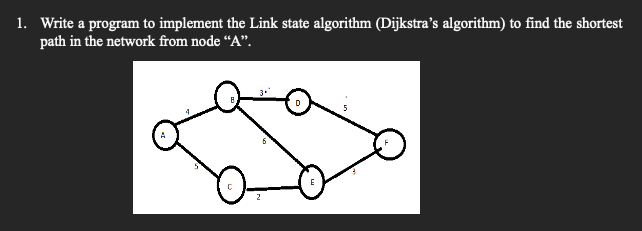 1. Write a program to implement the Link state algorithm (Dijkstra’s algorithm) to find the shortest
path in the network from node “A”.
B
3
D
4
5
A
6
F
5
3
C
E
2